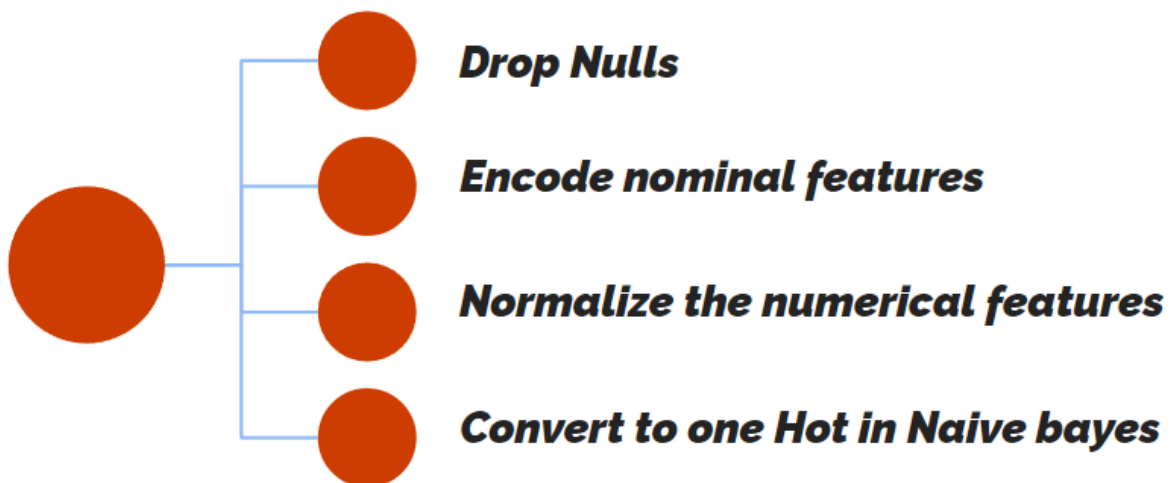 Drop Nulls
Encode nominal features
Normalize the numerical features
Convert to one Hot in Naive bayes